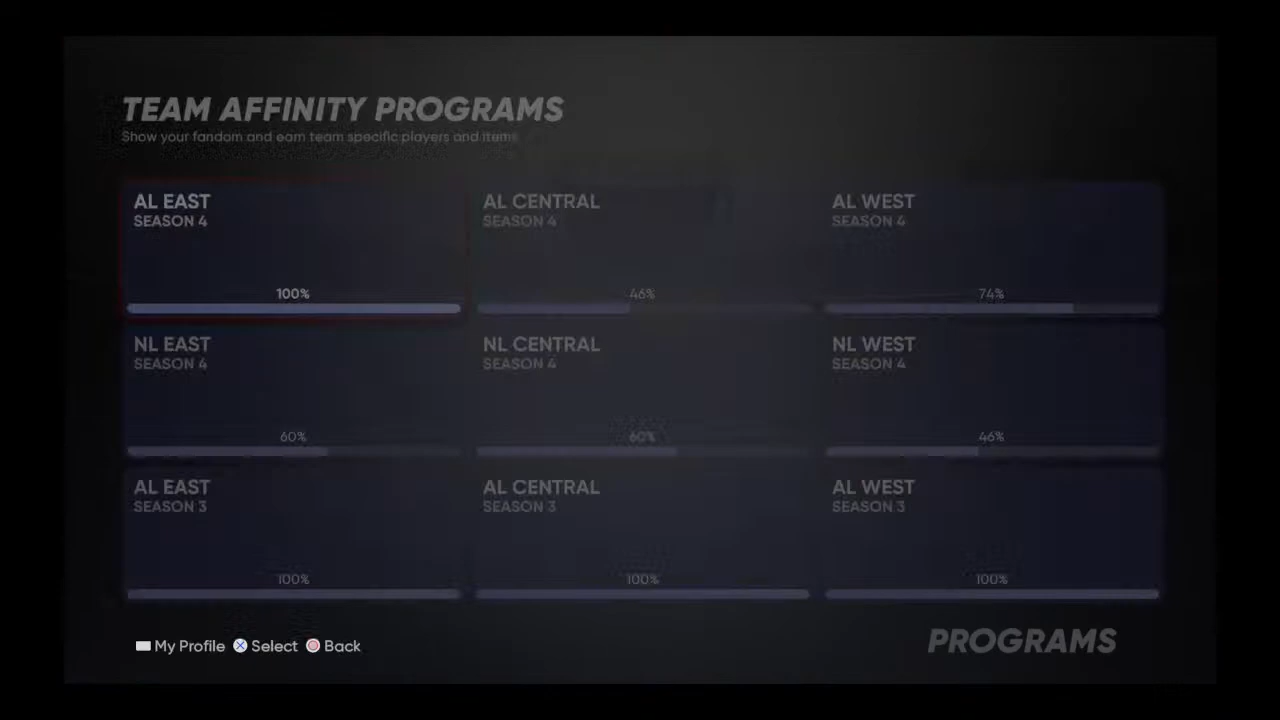 TEAM AFFINITY PROGRAMS
Show your fandom and earn team specific players and items
AL EAST
SEASON 4
100%
AL CENTRAL
SEASON 4
46%
AL WEST
SEASON 4
74%
NL EAST
SEASON 4
60%
NL CENTRAL
SEASON 4
60%
NL WEST
SEASON 4
46%
AL EAST
SEASON 3
100%
AL CENTRAL
SEASON 3
100%
AL WEST
SEASON 3
100%
My Profile Select Back
PROGRAMS